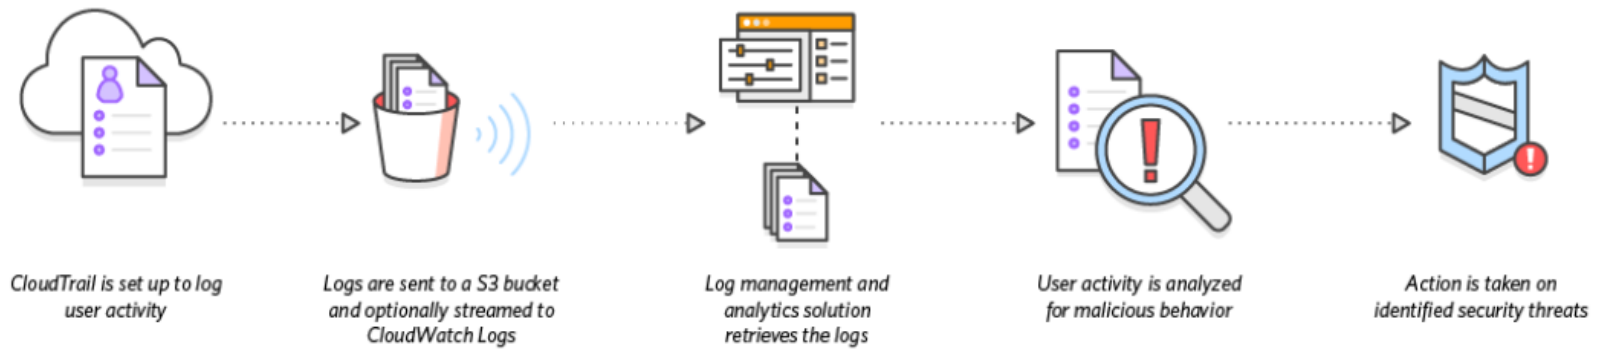 CloudTrail is set up to log
user activity
Logs are sent to a S3 bucket
and optionally streamed to
CloudWatch Logs
Log management and
analytics solution
retrieves the logs
User activity is analyzed
for malicious behavior
Action is taken on
identified security threats